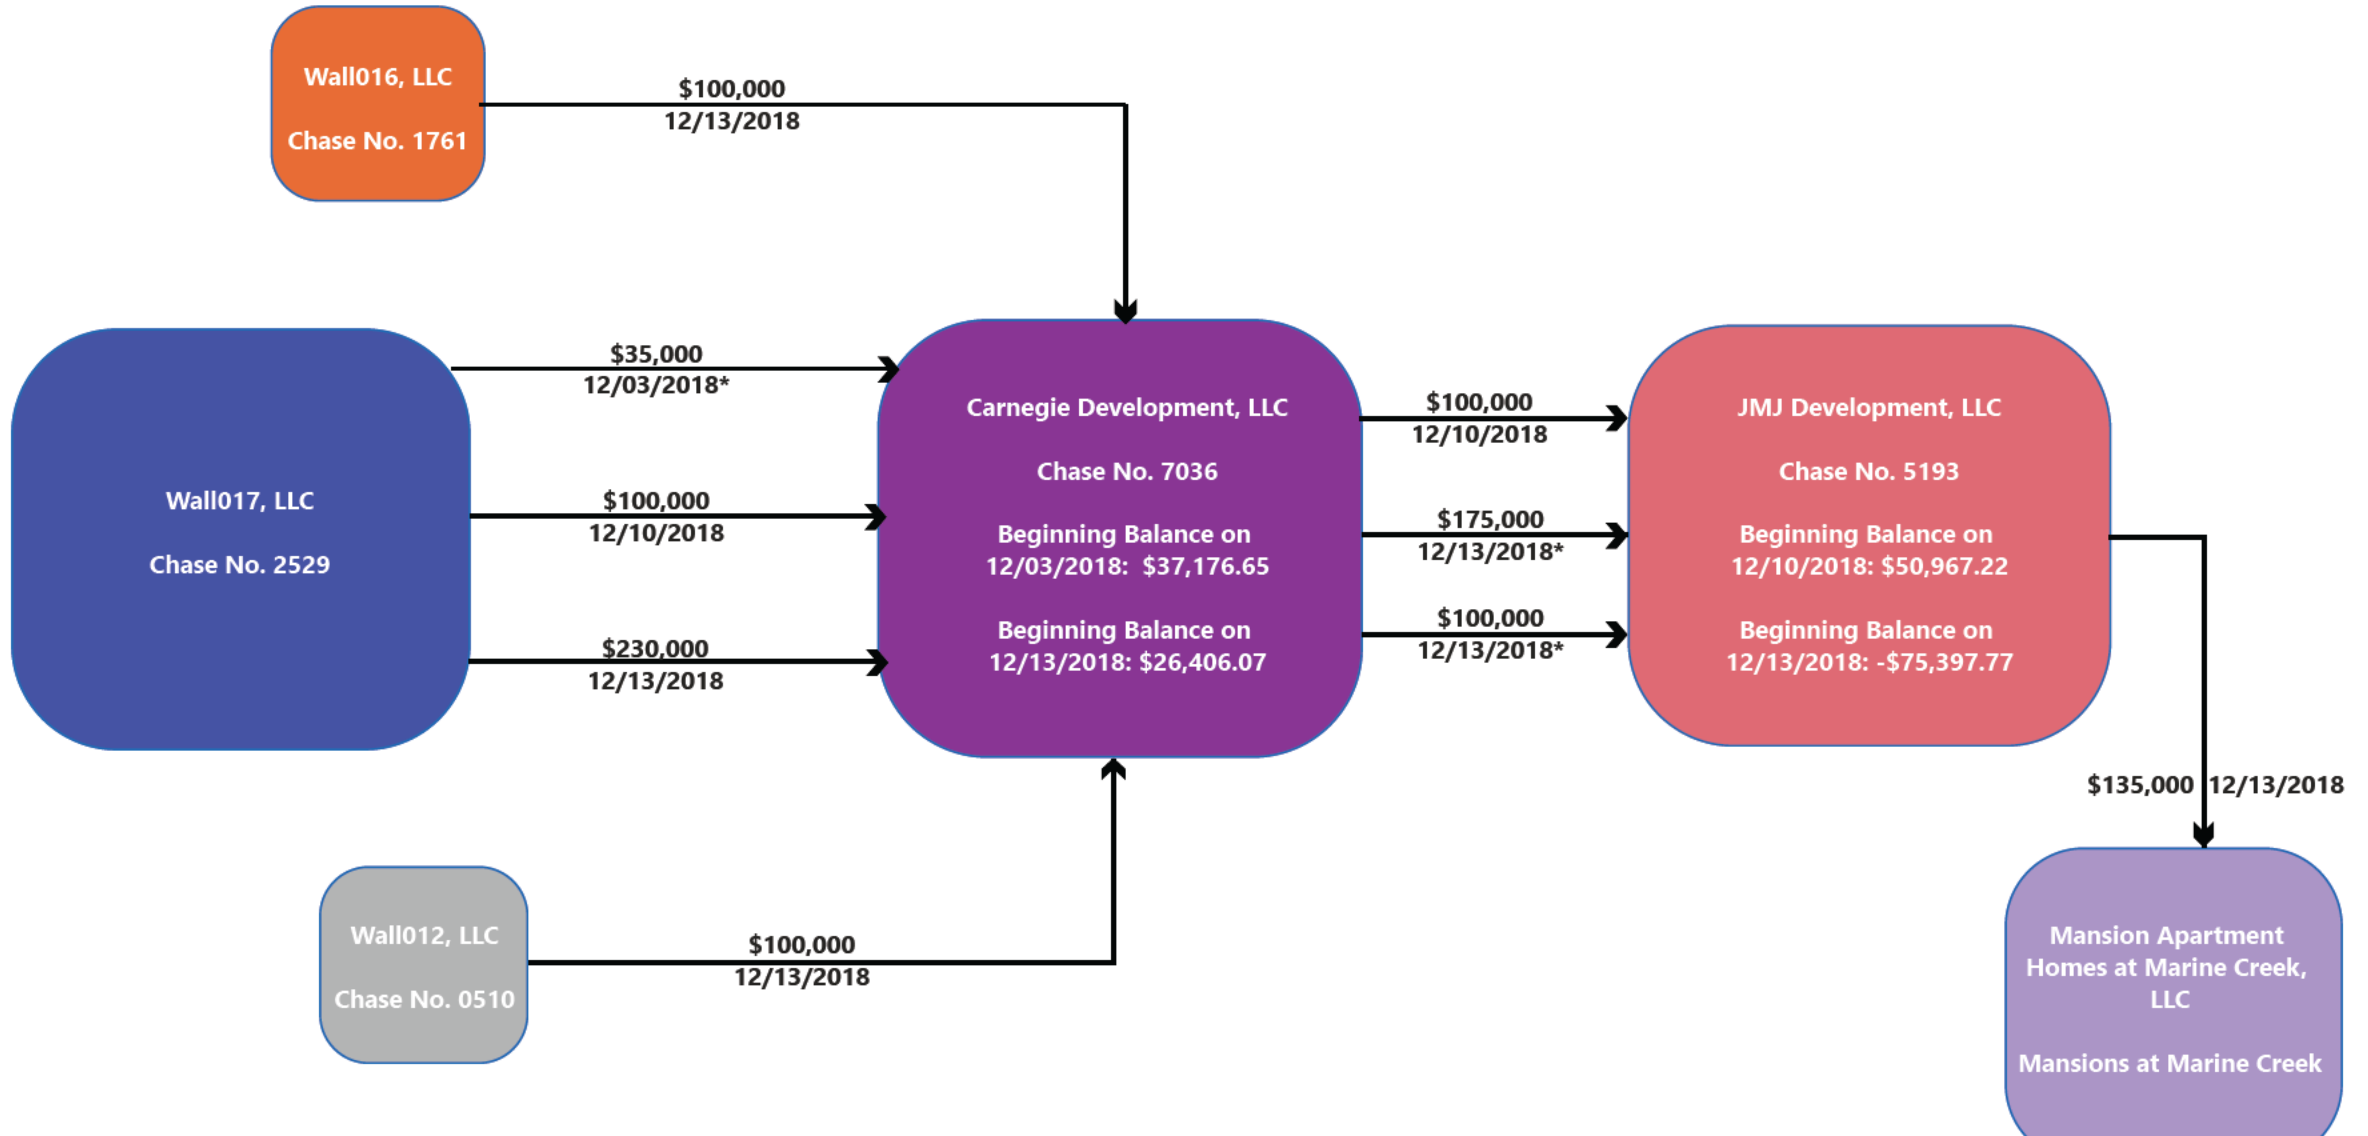 Wall016, LLC
Chase No. 1761
$100,000
12/13/2018
Wall017, LLC
Chase No. 2529
$35,000
12/03/2018*
$100,000
12/10/2018
$230,000
12/13/2018
Wall012, LLC
Chase No. 0510
$100,000
12/13/2018
Carnegie Development, LLC
Chase No. 7036
Beginning Balance on
12/03/2018: $37,176.65
Beginning Balance on
12/13/2018: $26,406.07
$100,000
12/10/2018
$175,000
12/13/2018*
$100,000
12/13/2018*
JMJ Development, LLC
Chase No. 5193
Beginning Balance on
12/10/2018: $50,967.22
Beginning Balance on
12/13/2018: -$75,397.77
$135,000 12/13/2018
Mansion Apartment
Homes at Marine Creek,
LLC
Mansions at Marine Creek